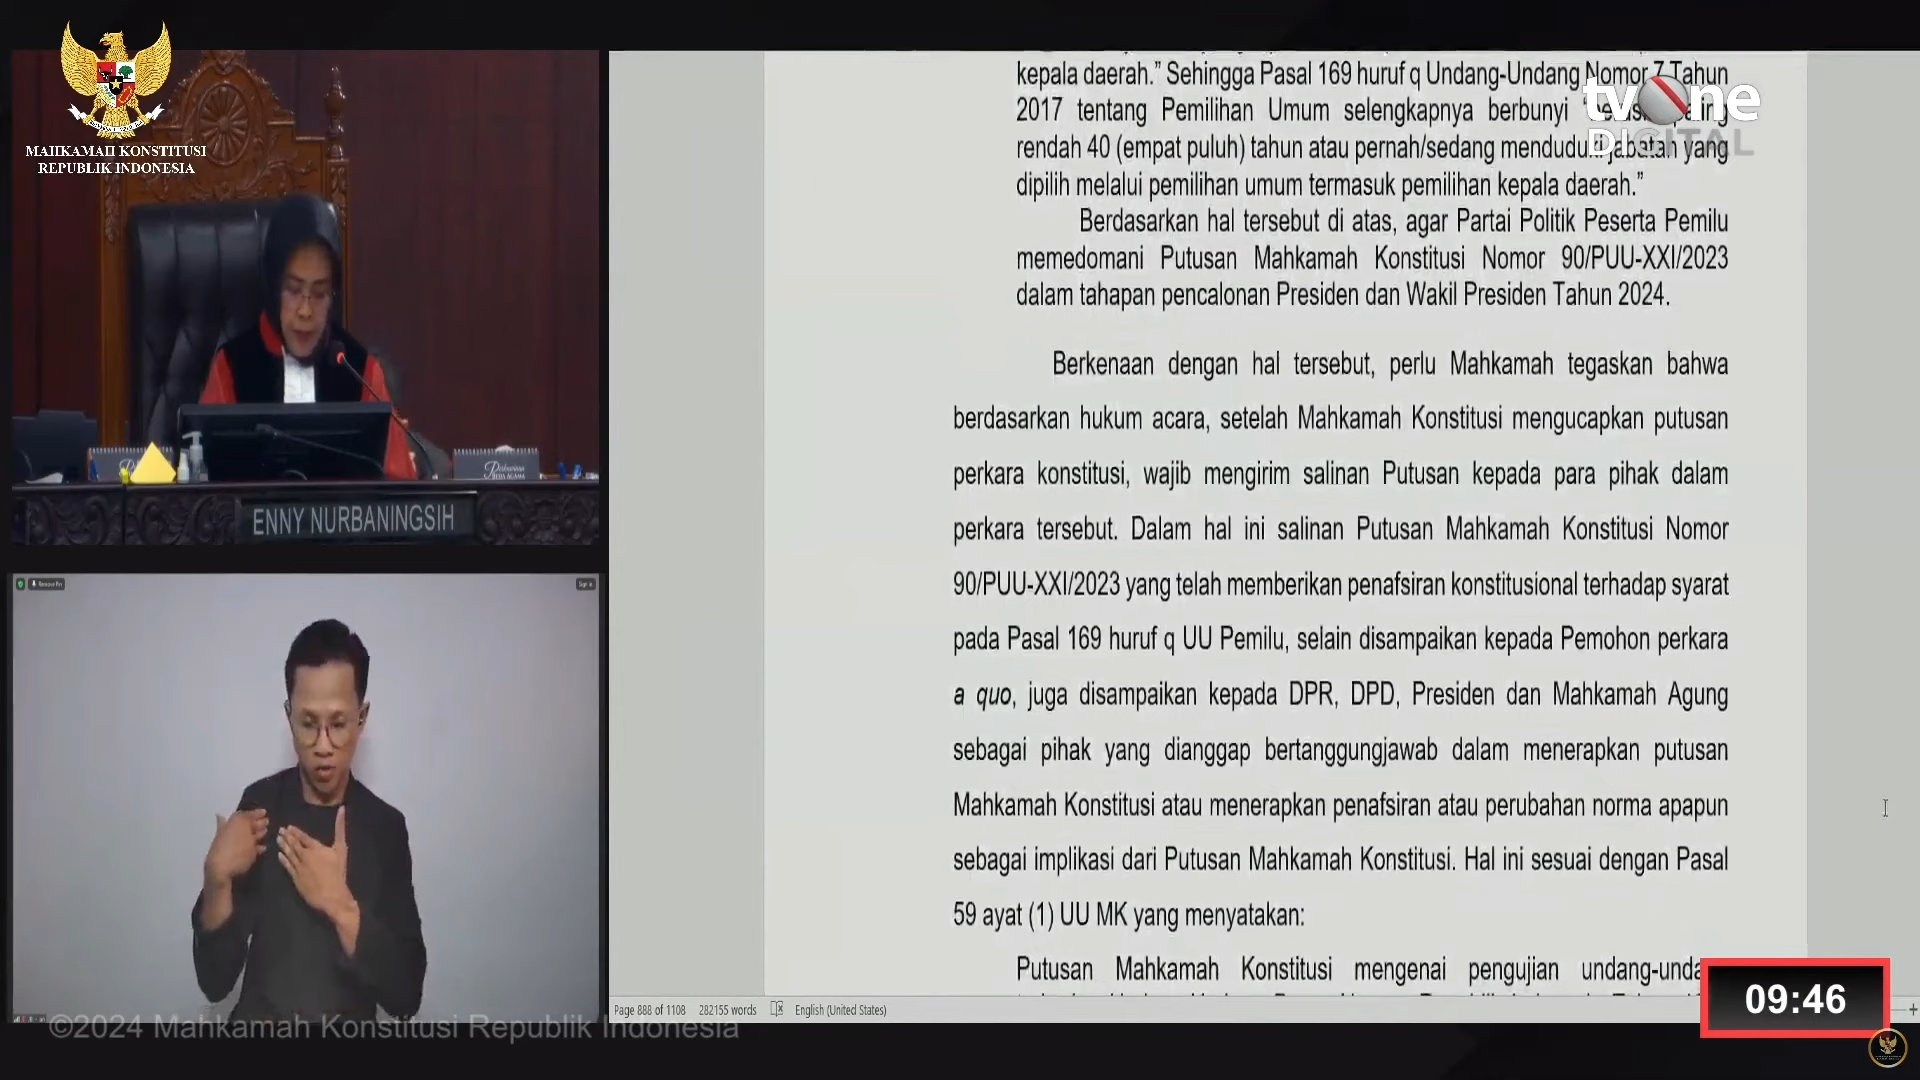 MAHKAMAH KONSTITUSI
REPUBLIK INDONESIA
ENNY NURBANINGSIH
kepala daerah.” Sehingga Pasal 169 huruf q Undang-Undang Nomor 7 Tahun
2017 tentang Pemilihan Umum selengkapnya berbunyi
rendah 40 (empat puluh) tahun atau pernah/sedang menduduki jabatan yang
dipilih melalui pemilihan umum termasuk pemilihan kepala daerah.”
Berdasarkan hal tersebut di atas, agar Partai Politik Peserta Pemilu
memedomani Putusan Mahkamah Konstitusi Nomor 90/PUU-XXI/2023
dalam tahapan pencalonan Presiden dan Wakil Presiden Tahun 2024.
Berkenaan dengan hal tersebut, perlu Mahkamah tegaskan bahwa
berdasarkan hukum acara, setelah Mahkamah Konstitusi mengucapkan putusan
perkara konstitusi, wajib mengirim salinan Putusan kepada para pihak dalam
perkara tersebut. Dalam hal ini salinan Putusan Mahkamah Konstitusi Nomor
90/PUU-XXI/2023 yang telah memberikan penafsiran konstitusional terhadap syarat
pada Pasal 169 huruf q UU Pemilu, selain disampaikan kepada Pemohon perkara
a quo, juga disampaikan kepada DPR, DPD, Presiden dan Mahkamah Agung
sebagai pihak yang dianggap bertanggungjawab dalam menerapkan putusan
Mahkamah Konstitusi atau menerapkan penafsiran atau perubahan norma apapun
sebagai implikasi dari Putusan Mahkamah Konstitusi. Hal ini sesuai dengan Pasal
59 ayat (1) UU MK yang menyatakan:
Putusan Mahkamah Konstitusi mengenai pengujian
tvOne
DIGITAL
Page 888 of 1108 282155 words English (United States)
09:46
©2024 Mahkamah Konstitusi Republik Indonesia